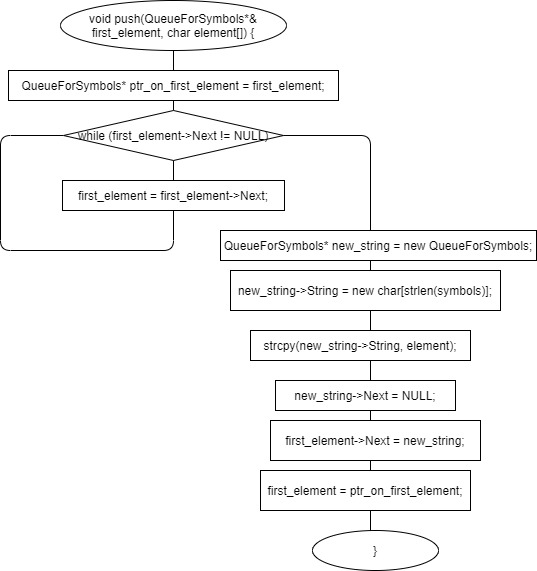 void push(QueueForSymbols*&
first_element, char element[]) {
QueueForSymbols* ptr_on_first_element = first_element;
while (first_element->Next != NULL)
first_element = first_element->Next;
QueueForSymbols* new_string = new QueueForSymbols;
new_string->String = new char[strlen(symbols)];
strcpy(new_string->String, element);
new_string->Next = NULL;
first_element->Next = new_string;
first_element = ptr_on_first_element;
}